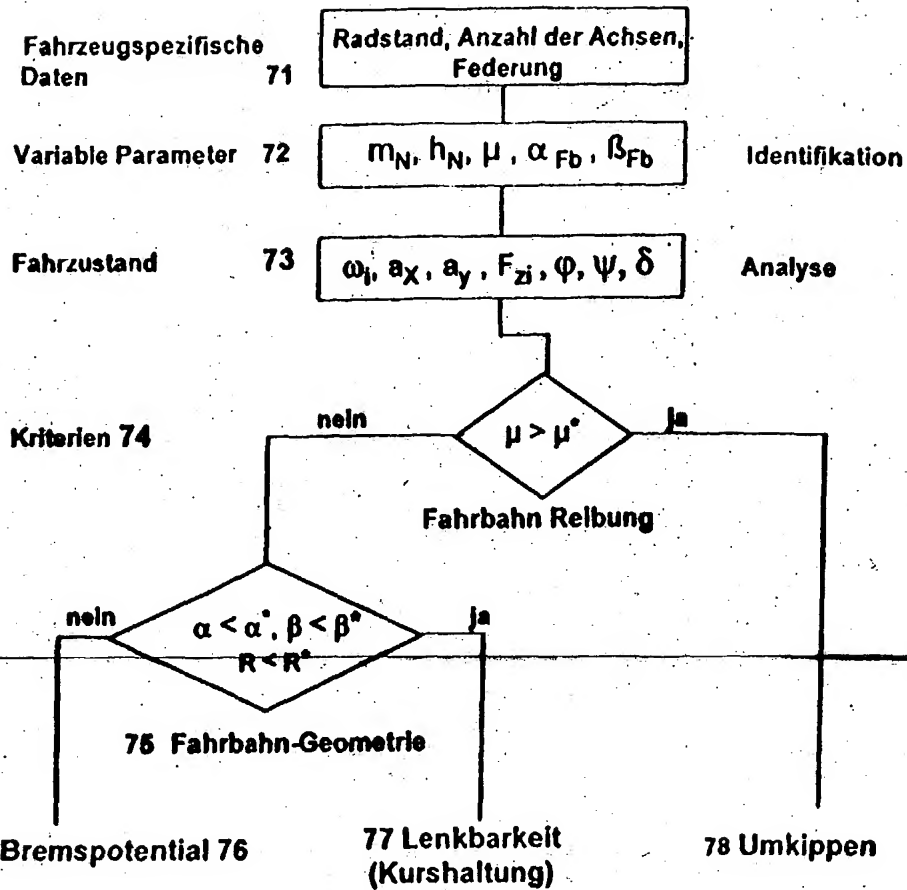 Fahrzeugspezifische
Daten 71
Radstand, Anzahl der Achsen,
Federung
Variable Parameter 72
m_N, h_N, μ, α_Fb, ß_Fb
Identifikation
Fahrzustand 73
ω_i, a_x, a_y, F_zi, φ, ψ, δ
Analyse
Kriterien 74
nein
μ > μ*
ja
Fahrbahn Reibung
nein
α < α*, β < β*
R < R*
ja
75 Fahrbahn-Geometrie
Bremspotential 76
77 Lenkbarkeit
(Kurshaltung)
78 Umkippen